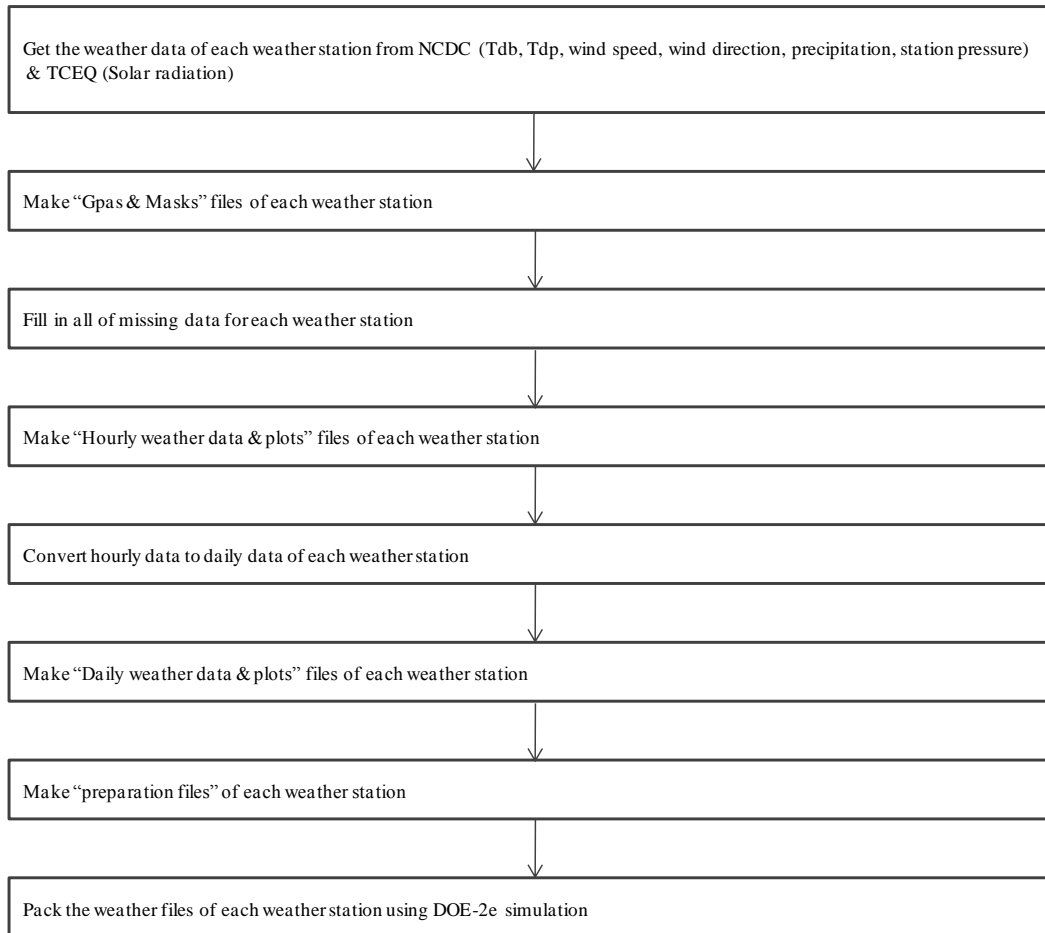 Get the weather data of each weather station from NCDC (Tdb, Tdp, wind speed, wind direction, precipitation, station pressure)
& TCEQ (Solar radiation)
Make “Gpas & Masks” files of each weather station
Fill in all of missing data for each weather station
Make “Hourly weather data & plots” files of each weather station
Convert hourly data to daily data of each weather station
Make “Daily weather data & plots” files of each weather station
Make “preparation files” of each weather station
Pack the weather files of each weather station using DOE-2e simulation